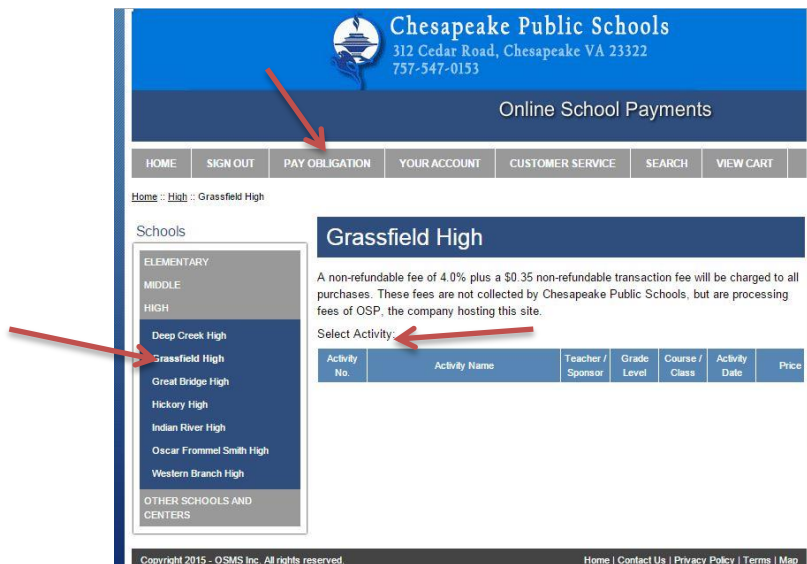 Chesapeake Public Schools
312 Cedar Road, Chesapeake VA 23322
757-547-0153
Online School Payments
HOME SIGN OUT PAY OBLIGATION YOUR ACCOUNT CUSTOMER SERVICE SEARCH VIEW CART
Home :: High :: Grassfield High
Schools
ELEMENTARY
MIDDLE
HIGH
Deep Creek High
Grassfield High
Great Bridge High
Hickory High
Indian River High
Oscar Frommel Smith High
Western Branch High
OTHER SCHOOLS AND
CENTERS
Grassfield High
A non-refundable fee of 4.0% plus a $0.35 non-refundable transaction fee will be charged to all
purchases. These fees are not collected by Chesapeake Public Schools, but are processing
fees of OSP, the company hosting this site.
Select Activity:
Activity No. Activity Name Teacher / Sponsor Grade Level Course / Class Activity Date Price
Copyright 2015 - OSMS Inc. All rights reserved. Home | Contact Us | Privacy Policy | Terms | Map